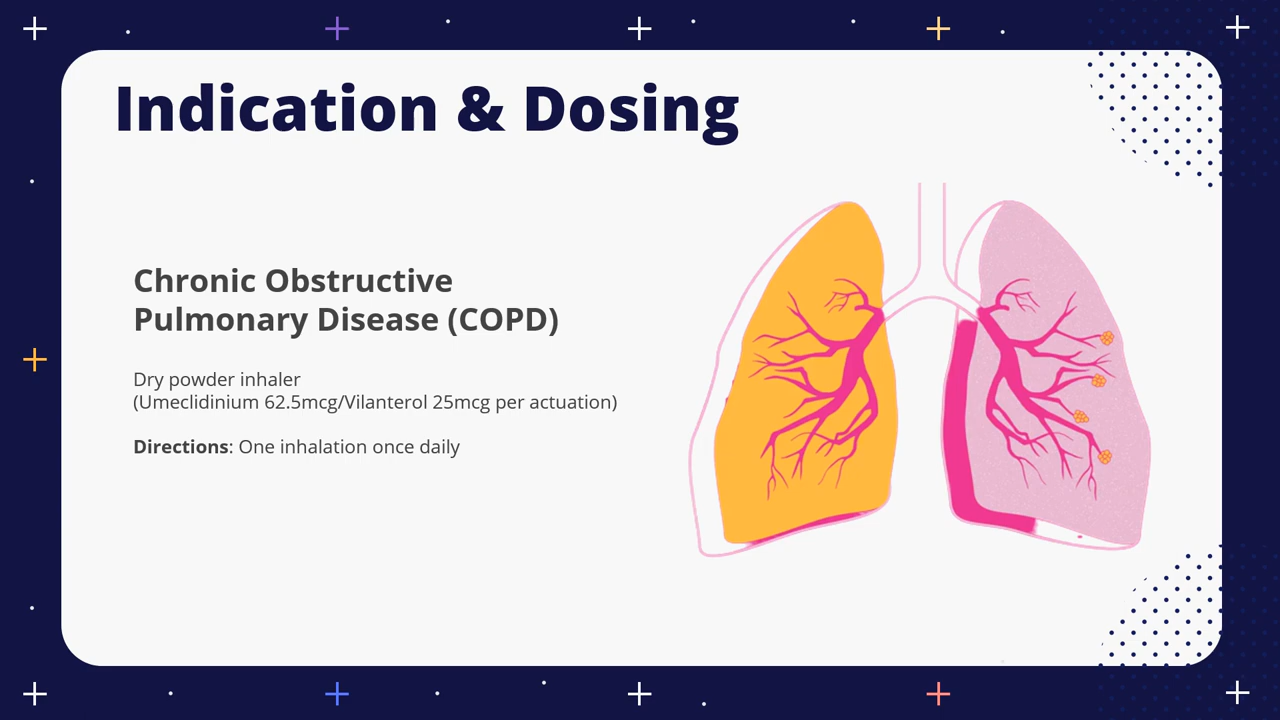 Indication & Dosing
Chronic Obstructive
Pulmonary Disease (COPD)
Dry powder inhaler
(Umeclidinium 62.5mcg/Vilanterol 25mcg per actuation)
Directions: One inhalation once daily